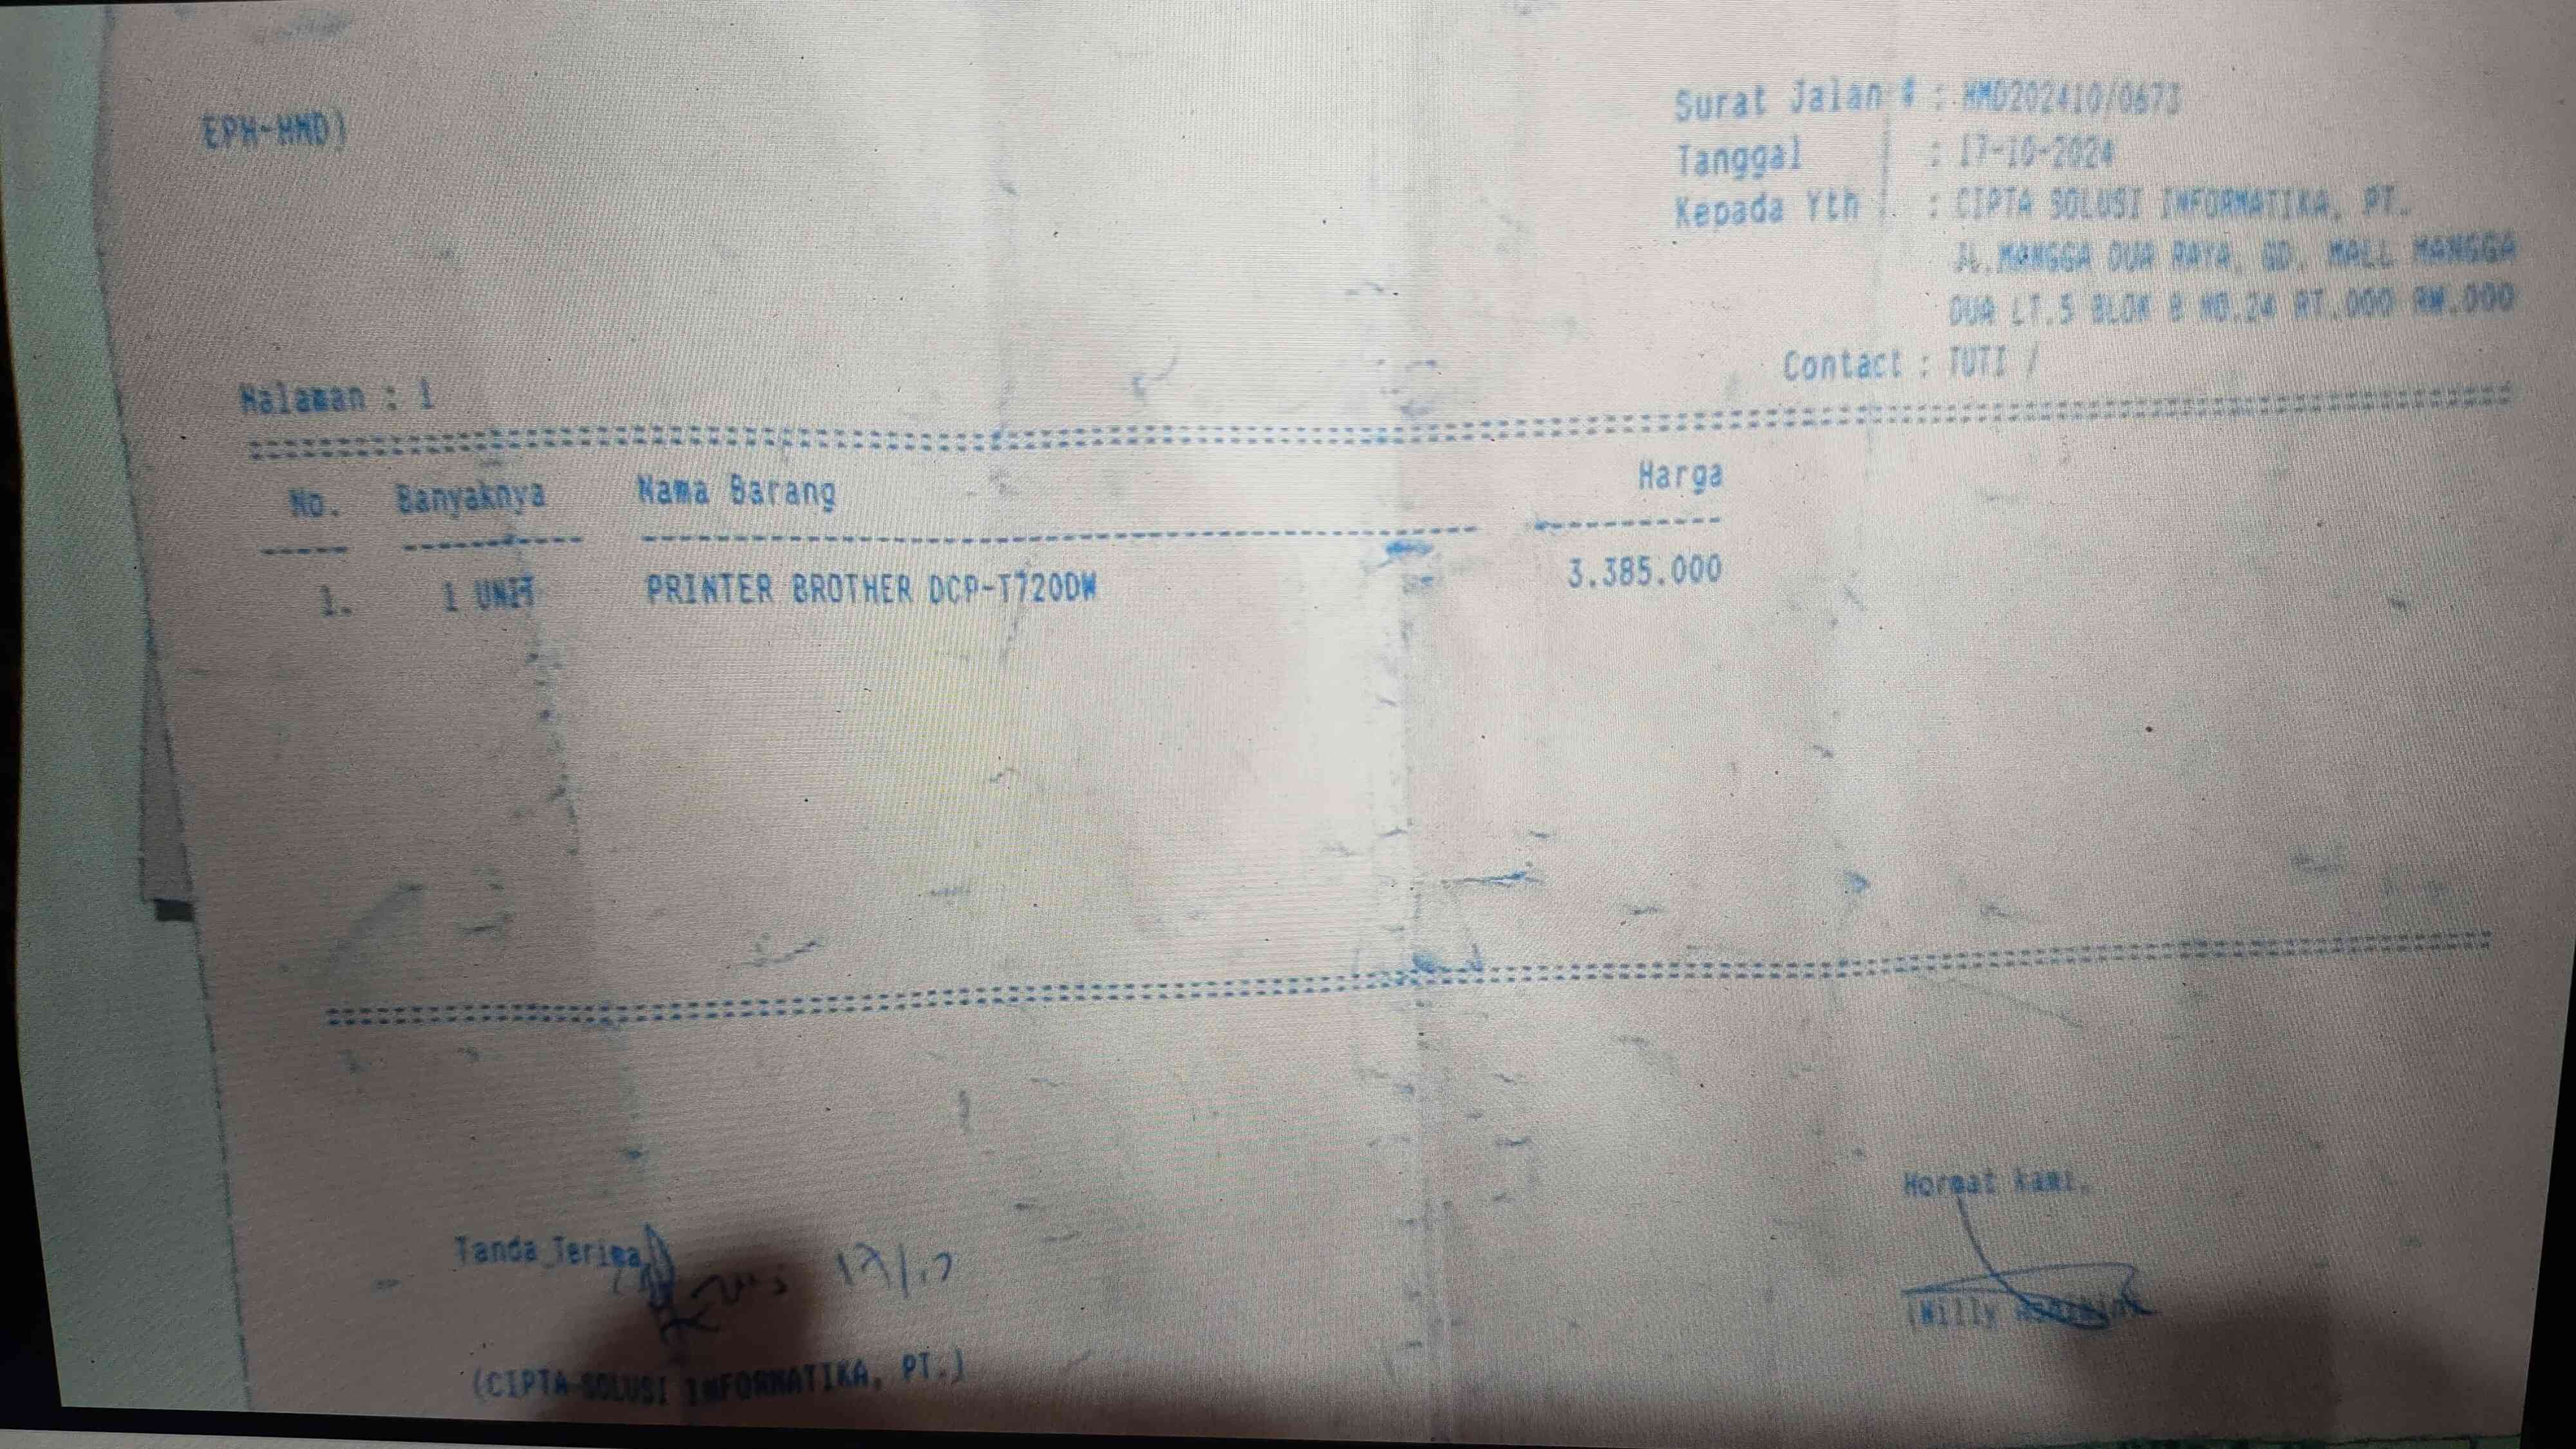 Surat Jalan # : HMD202410/0673
EPH-HMD)
Tanggal : 17-10-2024
Kepada Yth : CIPTA SOLUSI INFORMATIKA, PT.
JL.MANGGA DUA RAYA, GD. MALL MANGGA
DUA LT.5 BLOK B NO.24 RT.000 RW.000
Contact : TUTI /
Halaman : 1
No. Banyaknya Nama Barang Harga
1. 1 UNIT PRINTER BROTHER DCP-T720DW 3.385.000
Hormat kami,
Tanda Terima 17/10
(Willy
(CIPTA SOLUSI INFORMATIKA, PT.)